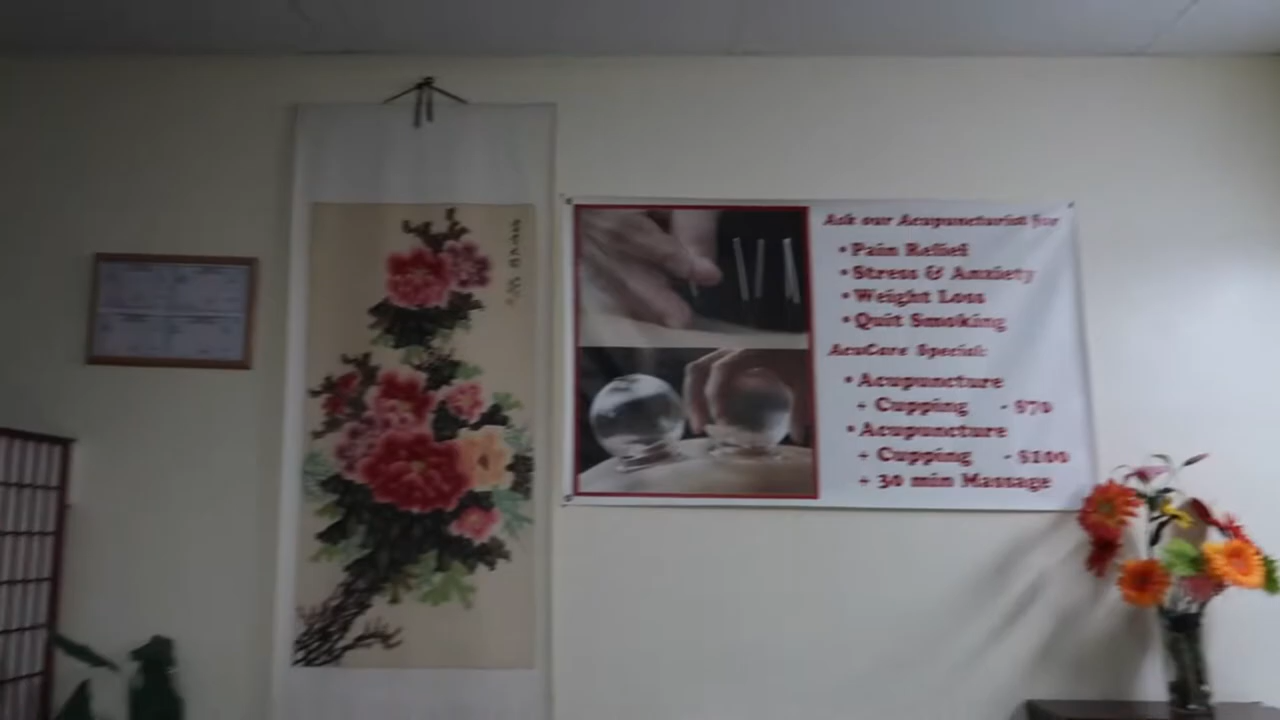 Ask our Acupuncturist for
• Pain Relief
• Stress & Anxiety
• Weight Loss
• Quit Smoking
AcuCare Special:
• Acupuncture
+ Cupping - $70
• Acupuncture
+ Cupping - $100
+ 30 min Massage